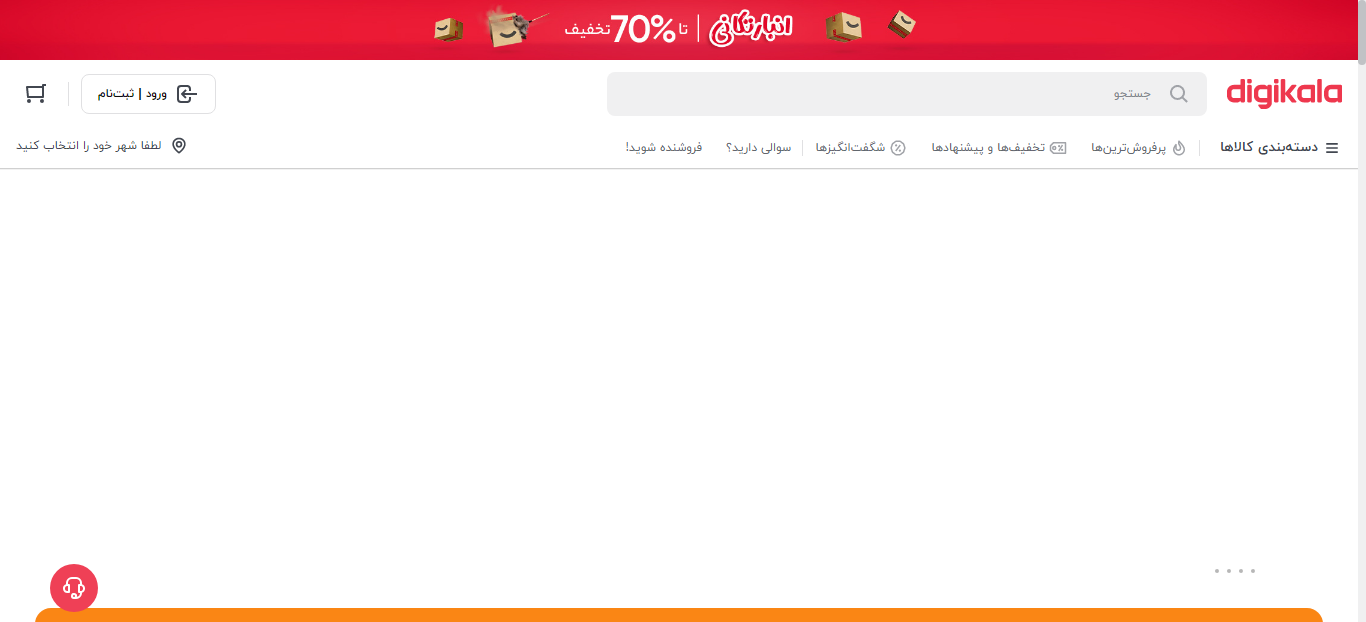 انبارتکانی | تا 70% تخفیف
digikala
جستجو
ورود | ثبت‌نام
دسته‌بندی کالاها
پرفروش‌ترین‌ها
تخفیف‌ها و پیشنهادها
شگفت‌انگیزها
سوالی دارید؟
فروشنده شوید!
لطفا شهر خود را انتخاب کنید